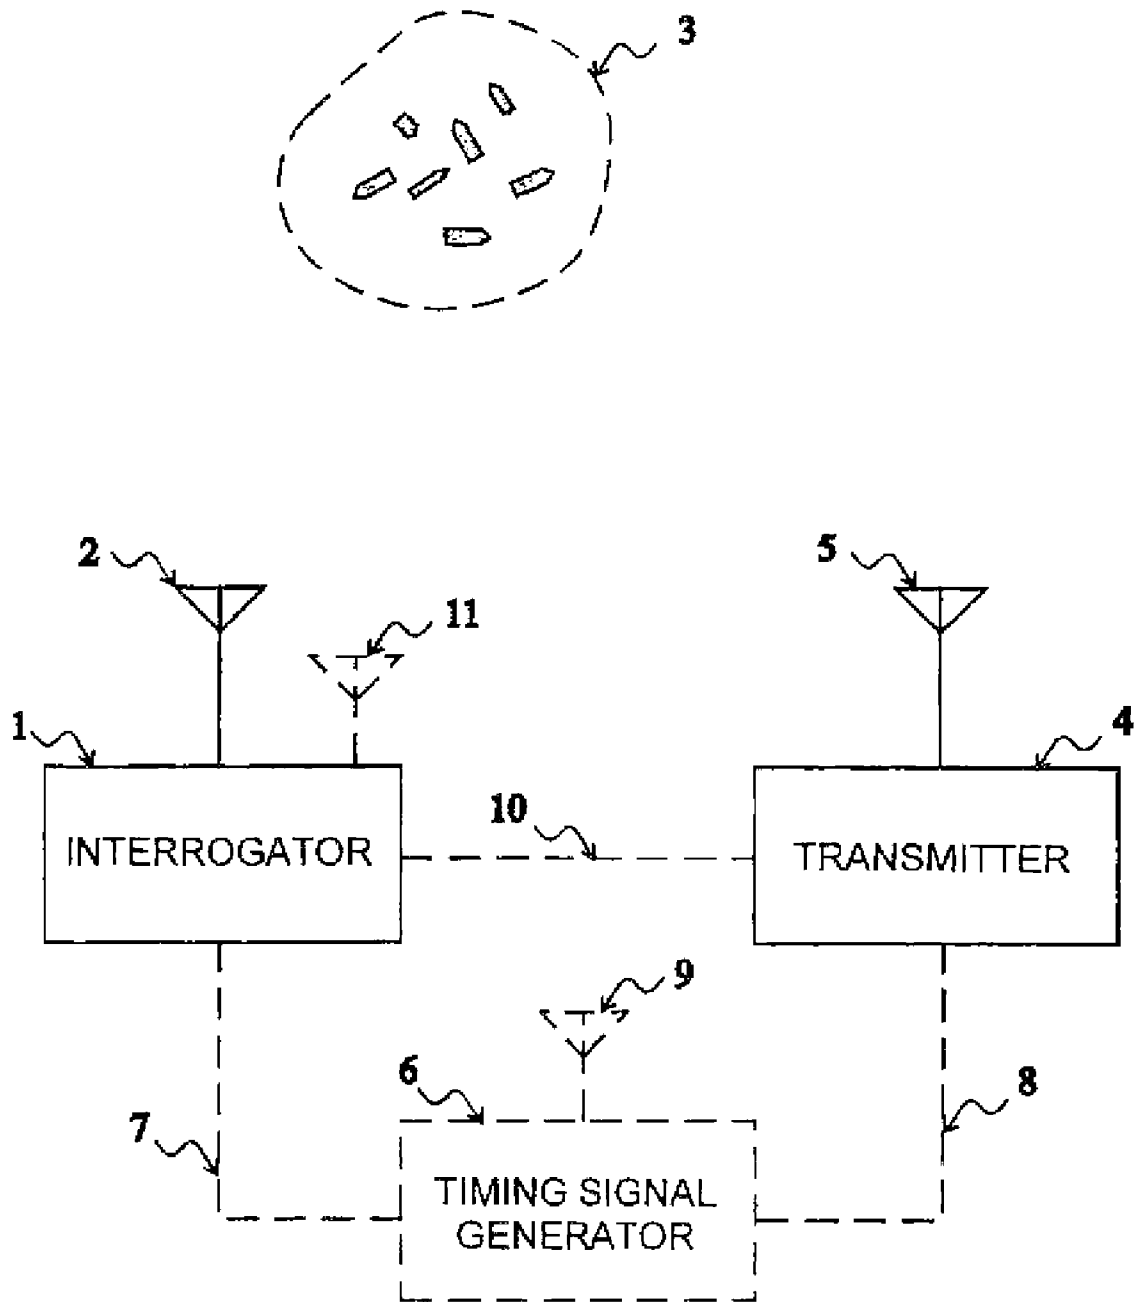 3
2
5
11
1
4
10
INTERROGATOR
TRANSMITTER
9
6
8
7
TIMING SIGNAL
GENERATOR